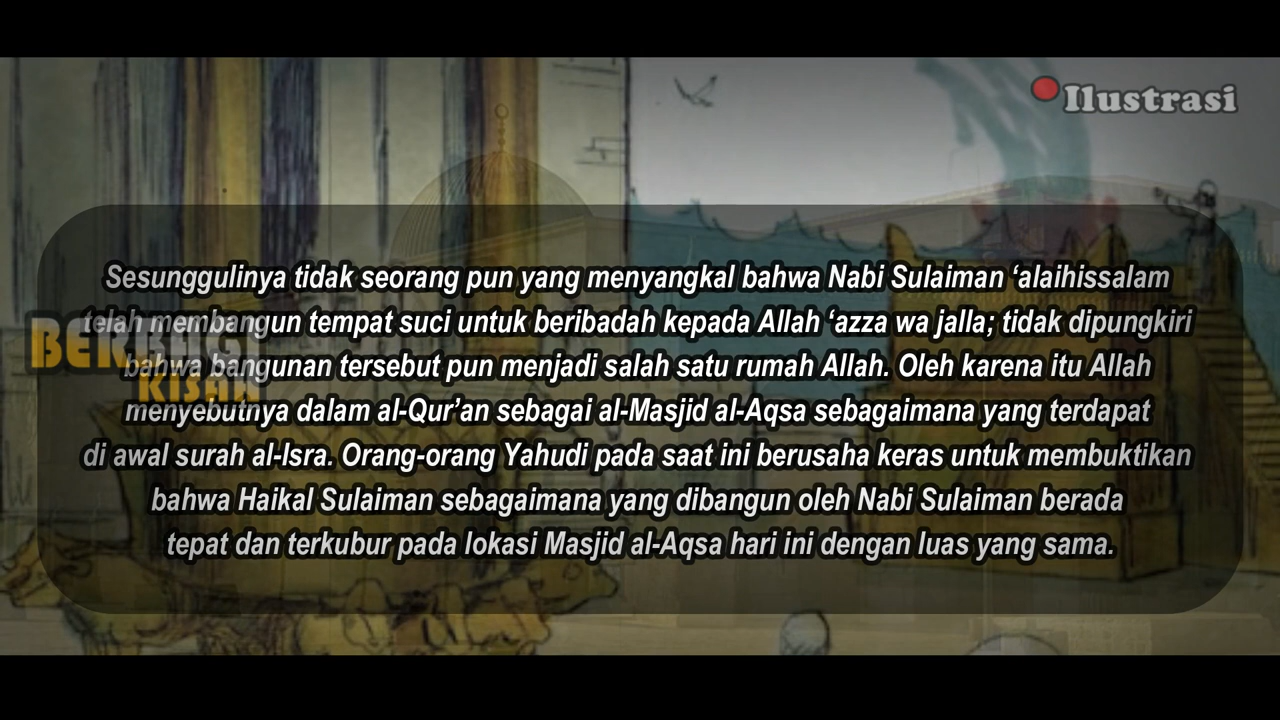 Ilustrasi
Sesunggulinya tidak seorang pun yang menyangkal bahwa Nabi Sulaiman ‘alaihissalam
telah membangun tempat suci untuk beribadah kepada Allah ‘azza wa jalla; tidak dipungkiri
bahwa bangunan tersebut pun menjadi salah satu rumah Allah. Oleh karena itu Allah
menyebutnya dalam al-Qur’an sebagai al-Masjid al-Aqsa sebagaimana yang terdapat
di awal surah al-Isra. Orang-orang Yahudi pada saat ini berusaha keras untuk membuktikan
bahwa Haikal Sulaiman sebagaimana yang dibangun oleh Nabi Sulaiman berada
tepat dan terkubur pada lokasi Masjid al-Aqsa hari ini dengan luas yang sama.
BERBAGI
KISAH